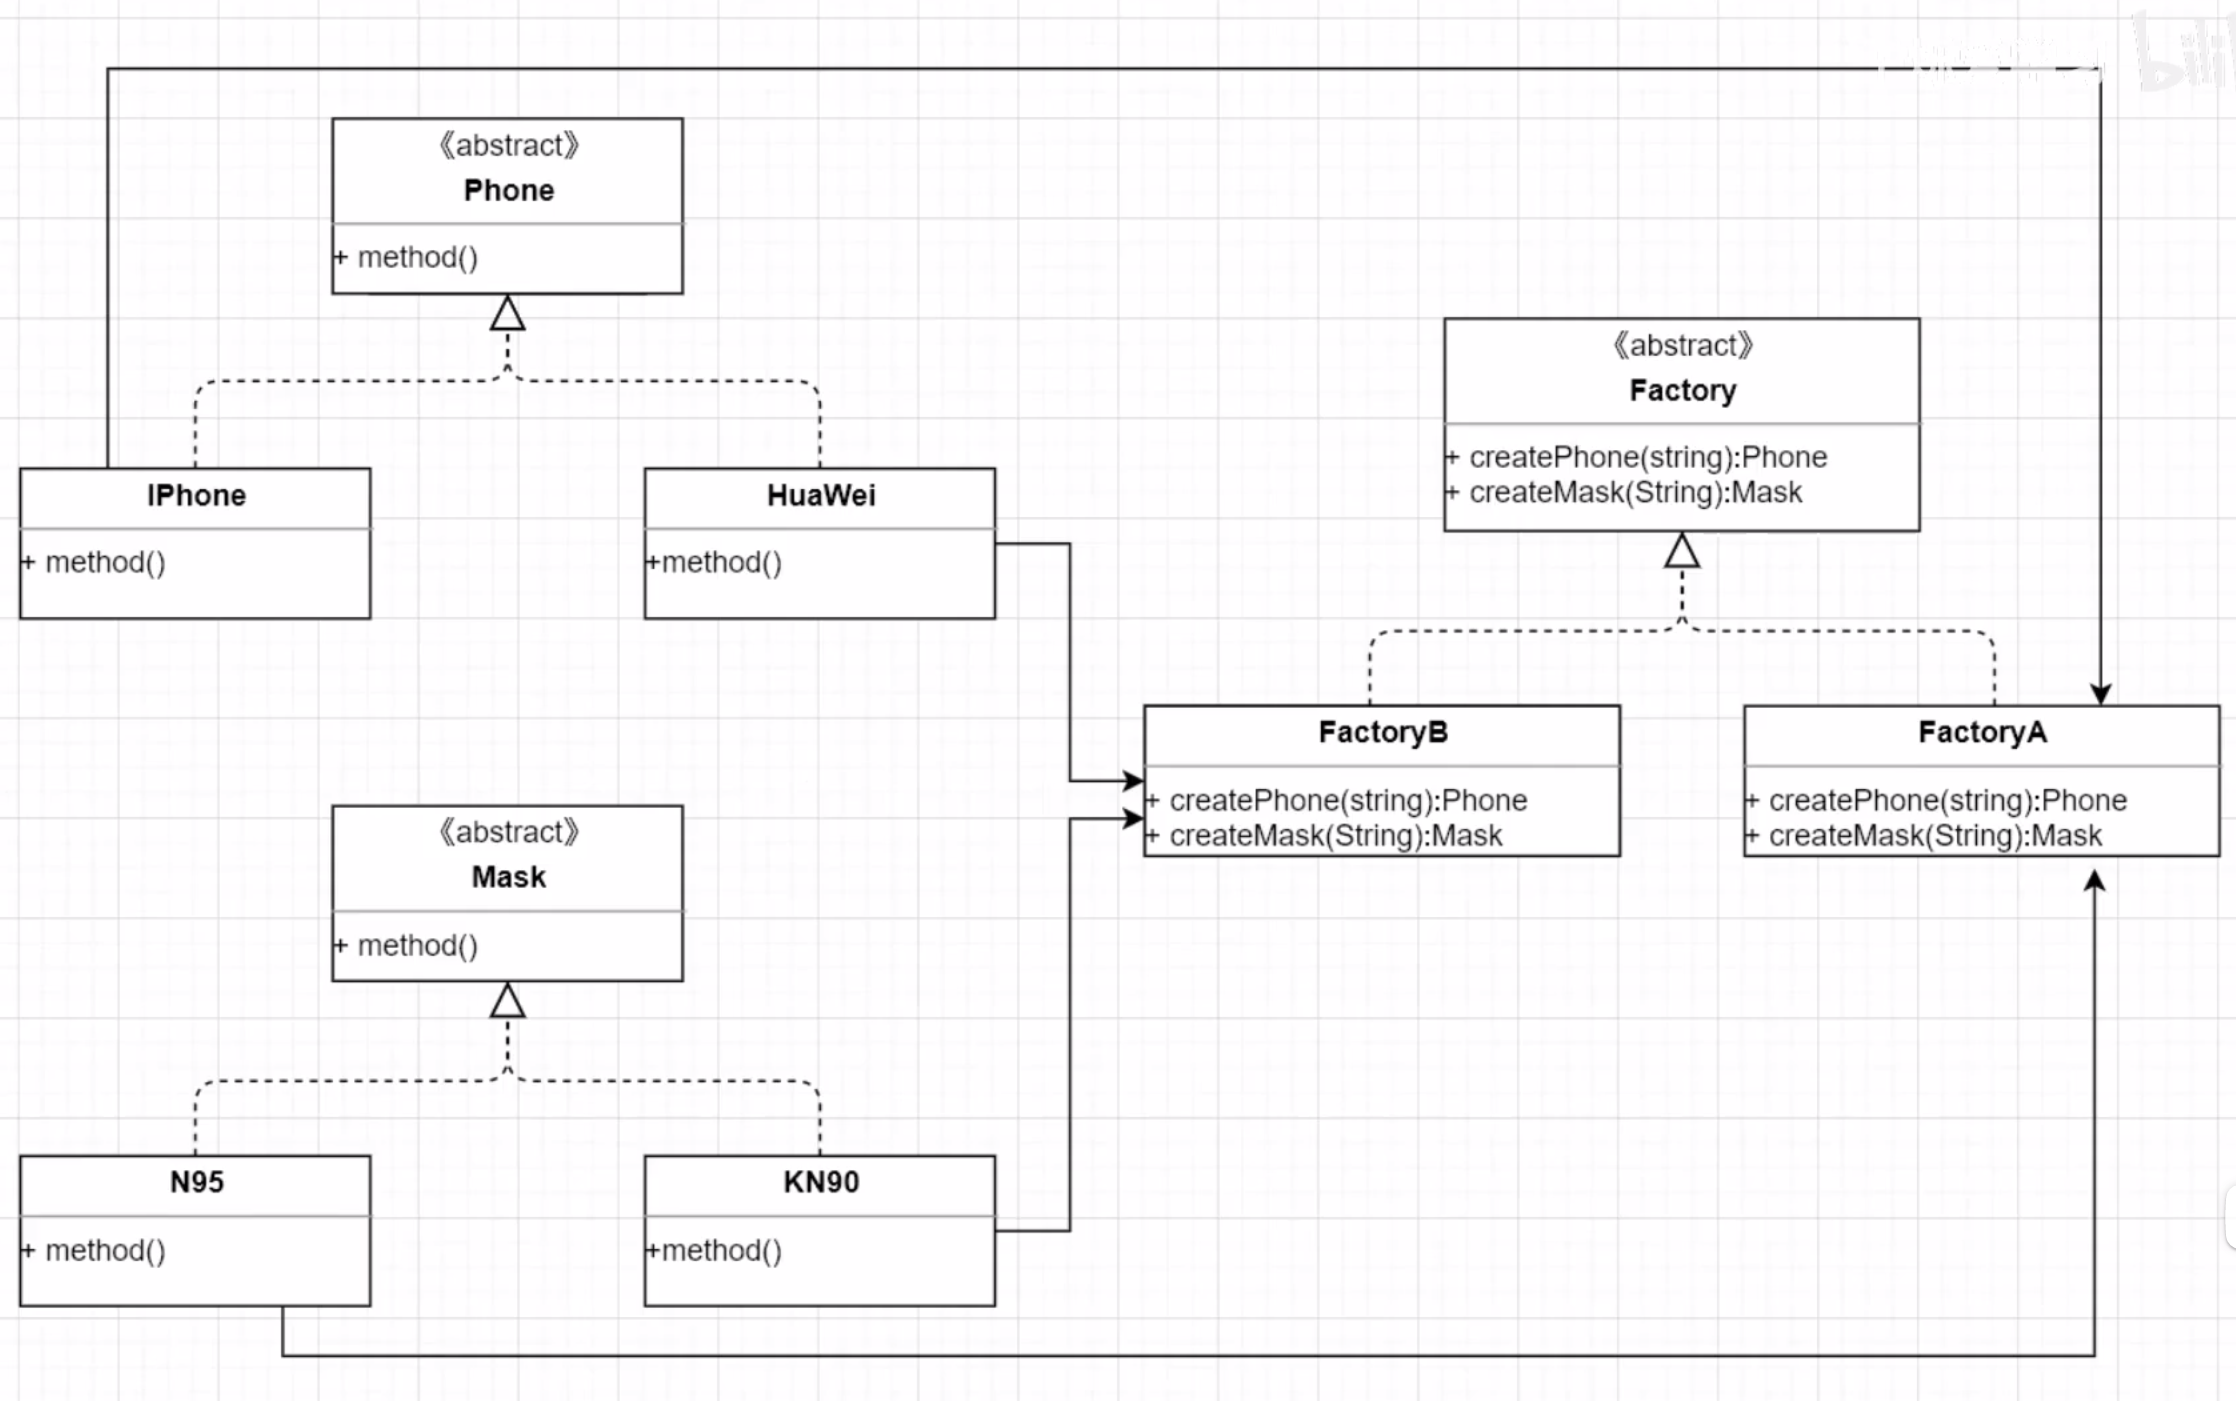 bili
《abstract》
Phone
+ method()
IPhone
+ method()
HuaWei
+method()
《abstract》
Factory
+ createPhone(string):Phone
+ createMask(String):Mask
FactoryB
+ createPhone(string):Phone
+ createMask(String):Mask
FactoryA
+ createPhone(string):Phone
+ createMask(String):Mask
《abstract》
Mask
+ method()
N95
+ method()
KN90
+method()